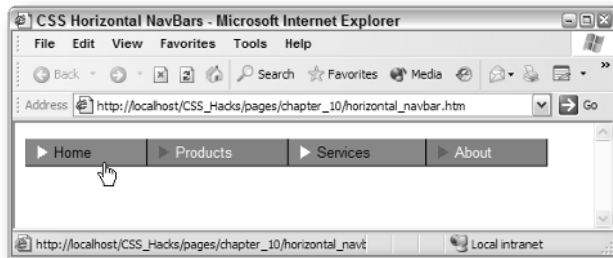 CSS Horizontal NavBars - Microsoft Internet Explorer
File Edit View Favorites Tools Help
Back Search Favorites Media »
Address http://localhost/CSS_Hacks/pages/chapter_10/horizontal_navbar.htm Go
Home Products Services About
http://localhost/CSS_Hacks/pages/chapter_10/horizontal_navb Local intranet